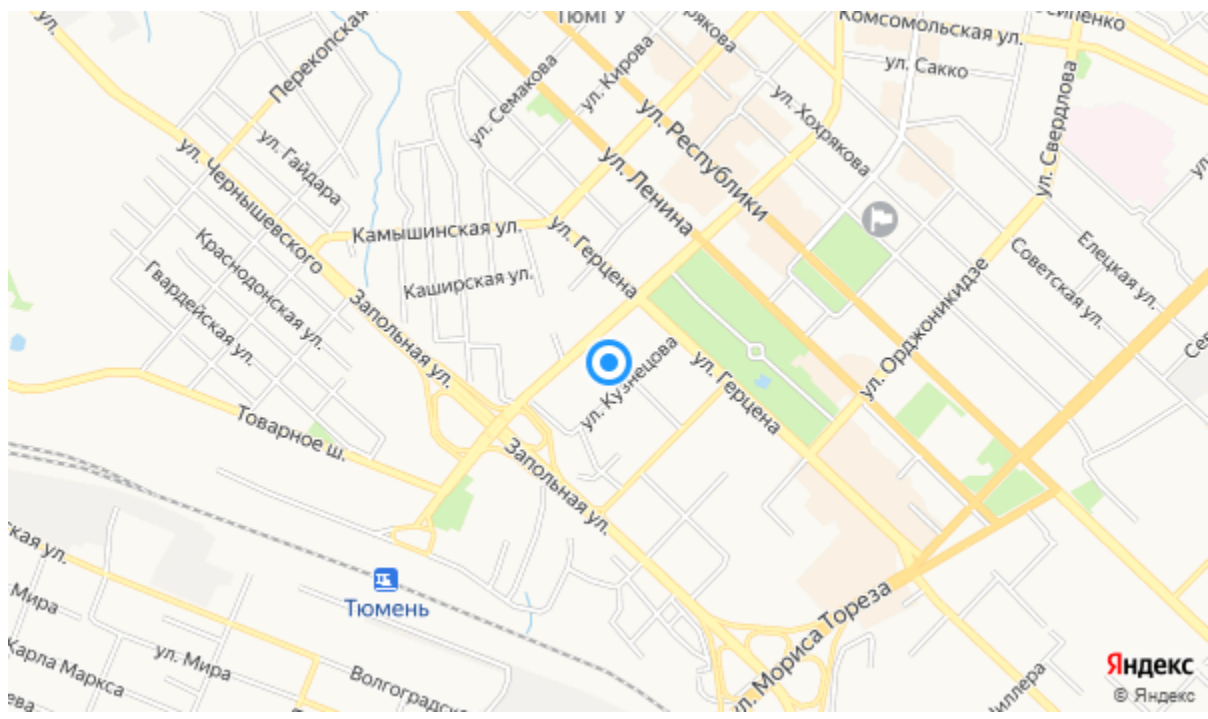 ул.
Перекопская
ТюмГУ
Комсомольская ул.
ул. Семакова
ул. Кирова
ул. Сакко
ул. Гайдара
ул. Хохрякова
ул. Свердлова
ул. Чернышевского
ул. Республики
ул. Ленина
Камышинская ул.
ул. Герцена
Краснодонская ул.
Каширская ул.
Гвардейская ул.
Елецкая ул.
Советская ул.
ул. Орджоникидзе
Запольная ул.
ул. Кузнецова
ул. Герцена
Товарное ш.
Запольная ул.
ская ул.
Тюмень
Мира
ул. Мира
Карла Маркса
Волгоградск
ул. Мориса Тореза
Яндекс
© Яндекс